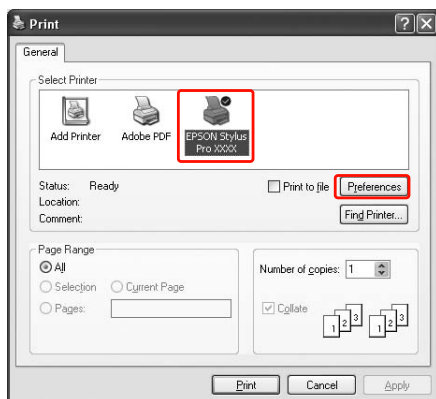 Print
General
Select Printer
Add Printer
Adobe PDF
EPSON Stylus
Pro XXXX
Status: Ready
Print to file
Preferences
Location:
Comment:
Find Printer...
Page Range
All
Selection
Current Page
Pages:
Number of copies: 1
Collate
1 2 3 1 2 3
Print
Cancel
Apply